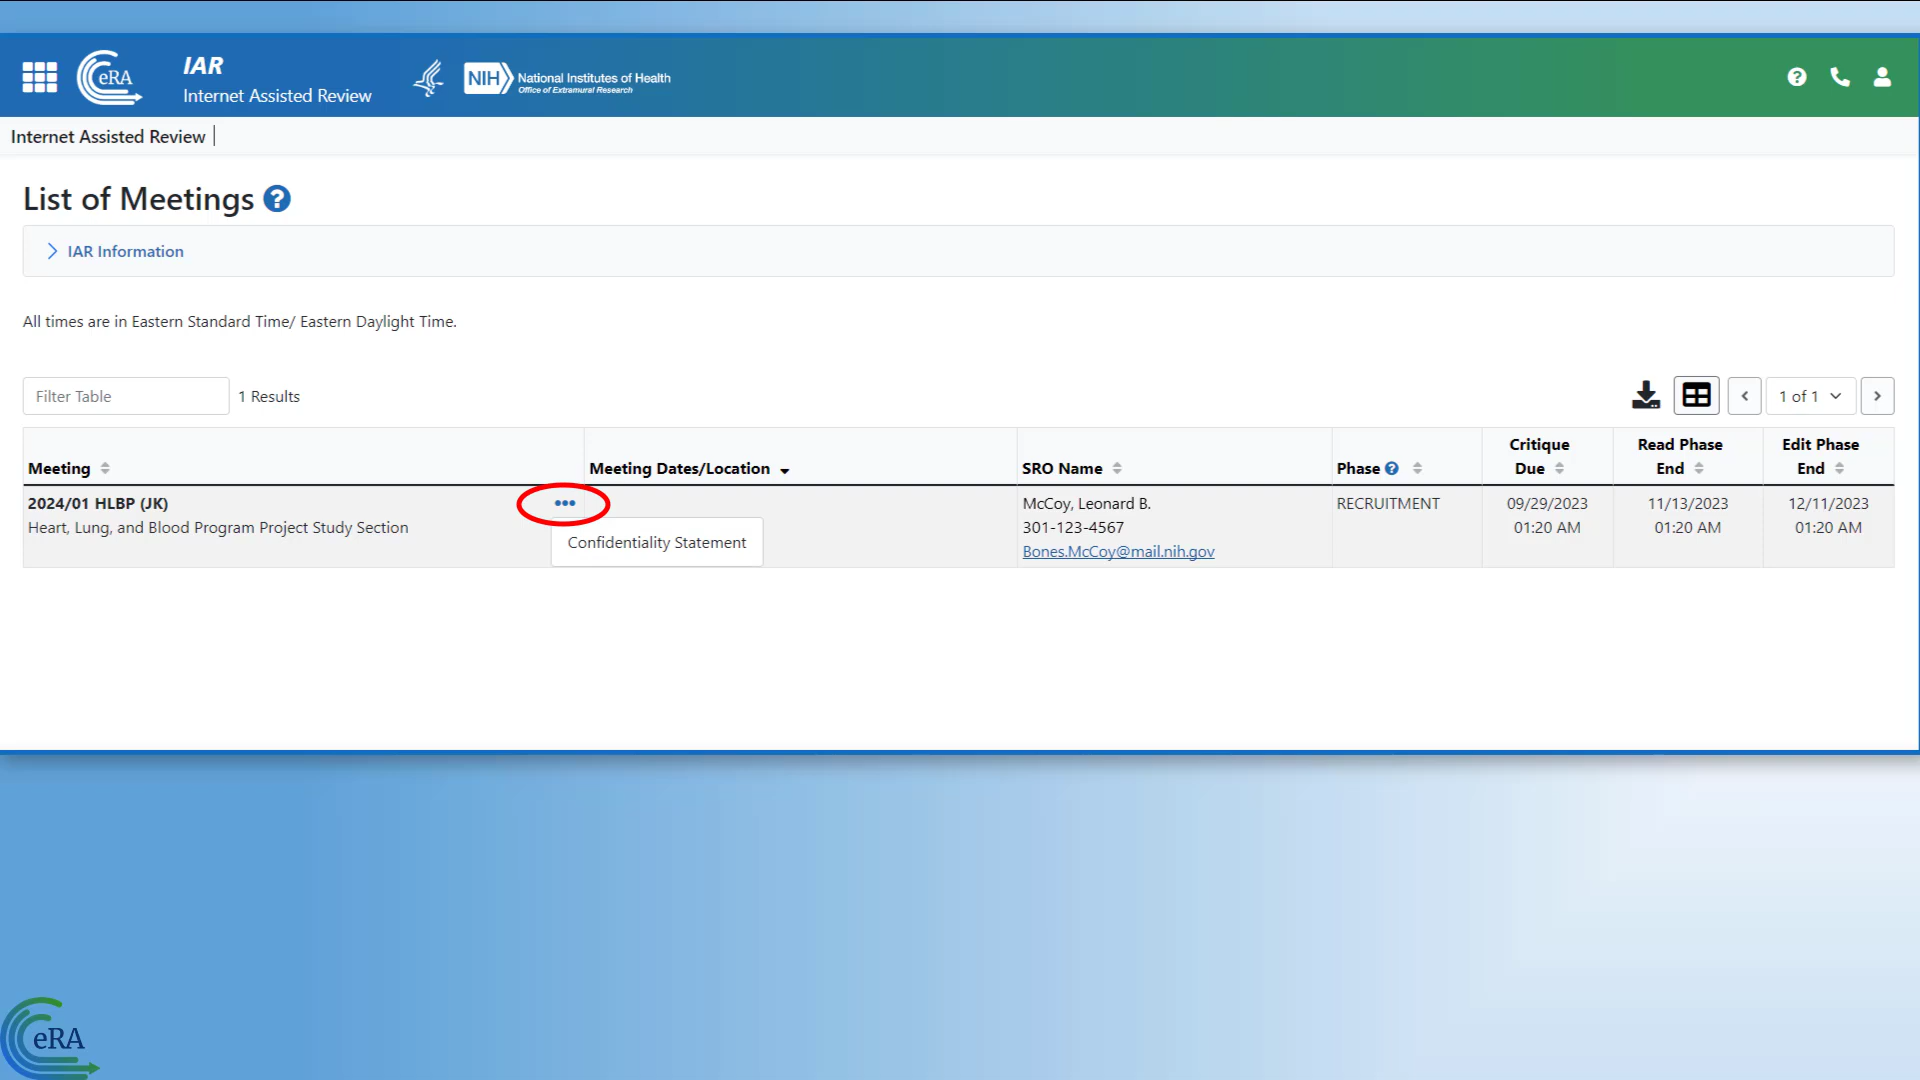 eRA
IAR
Internet Assisted Review
NIH
National Institutes of Health
Office of Extramural Research
Internet Assisted Review
List of Meetings
IAR Information
All times are in Eastern Standard Time/ Eastern Daylight Time.
Filter Table
1 Results
1 of 1
Meeting
Meeting Dates/Location
SRO Name
Phase
Critique Due
Read Phase End
Edit Phase End
2024/01 HLBP (JK)
Heart, Lung, and Blood Program Project Study Section
Confidentiality Statement
McCoy, Leonard B.
301-123-4567
Bones.McCoy@mail.nih.gov
RECRUITMENT
09/29/2023
01:20 AM
11/13/2023
01:20 AM
12/11/2023
01:20 AM
eRA